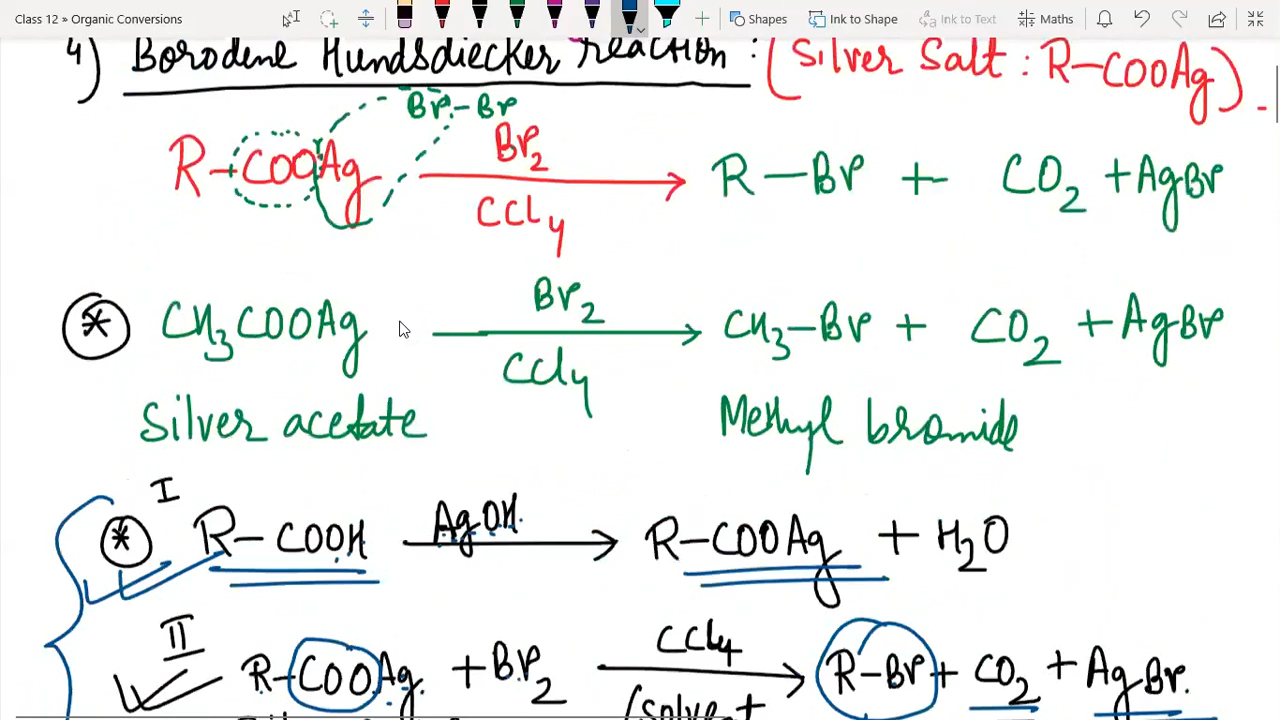 Class 12 » Organic Conversions
Shapes Ink to Shape Ink to Text Maths
4) Borodene Hundsdiecker reaction : (Silver Salt : R-COOAg).
Br-Br
R-COOAg Br2 CCl4 → R-Br + CO2 + AgBr
* CH3COOAg Br2 CCl4 → CH3-Br + CO2 + AgBr
Silver acetate Methyl bromide
I
* R-COOH AgOH → R-COOAg + H2O
II
R-COOAg + Br2 CCl4 → R-Br + CO2 + AgBr.
(solvent